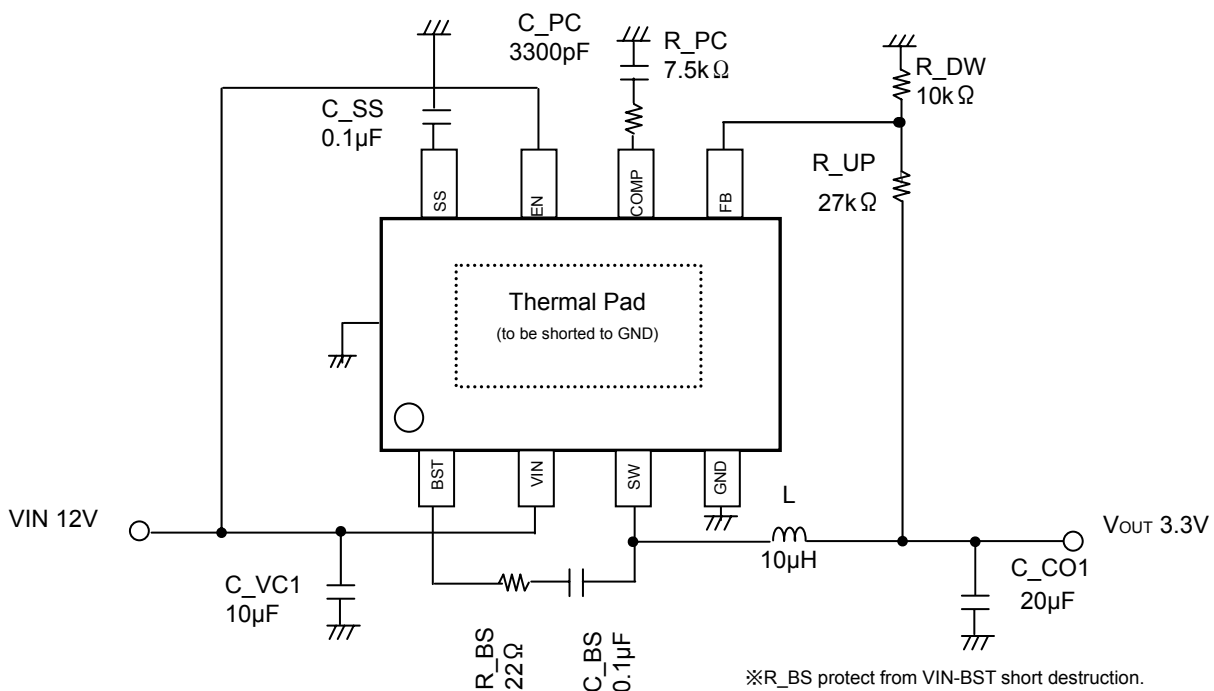 C_PC
3300pF
R_PC
7.5kΩ
R_DW
10kΩ
C_SS
0.1µF
R_UP
27kΩ
SS
EN
COMP
FB
Thermal Pad
(to be shorted to GND)
BST
VIN
SW
GND
VIN 12V
L
10µH
VOUT 3.3V
C_VC1
10µF
C_CO1
20µF
R_BS
22Ω
C_BS
0.1µF
※R_BS protect from VIN-BST short destruction.